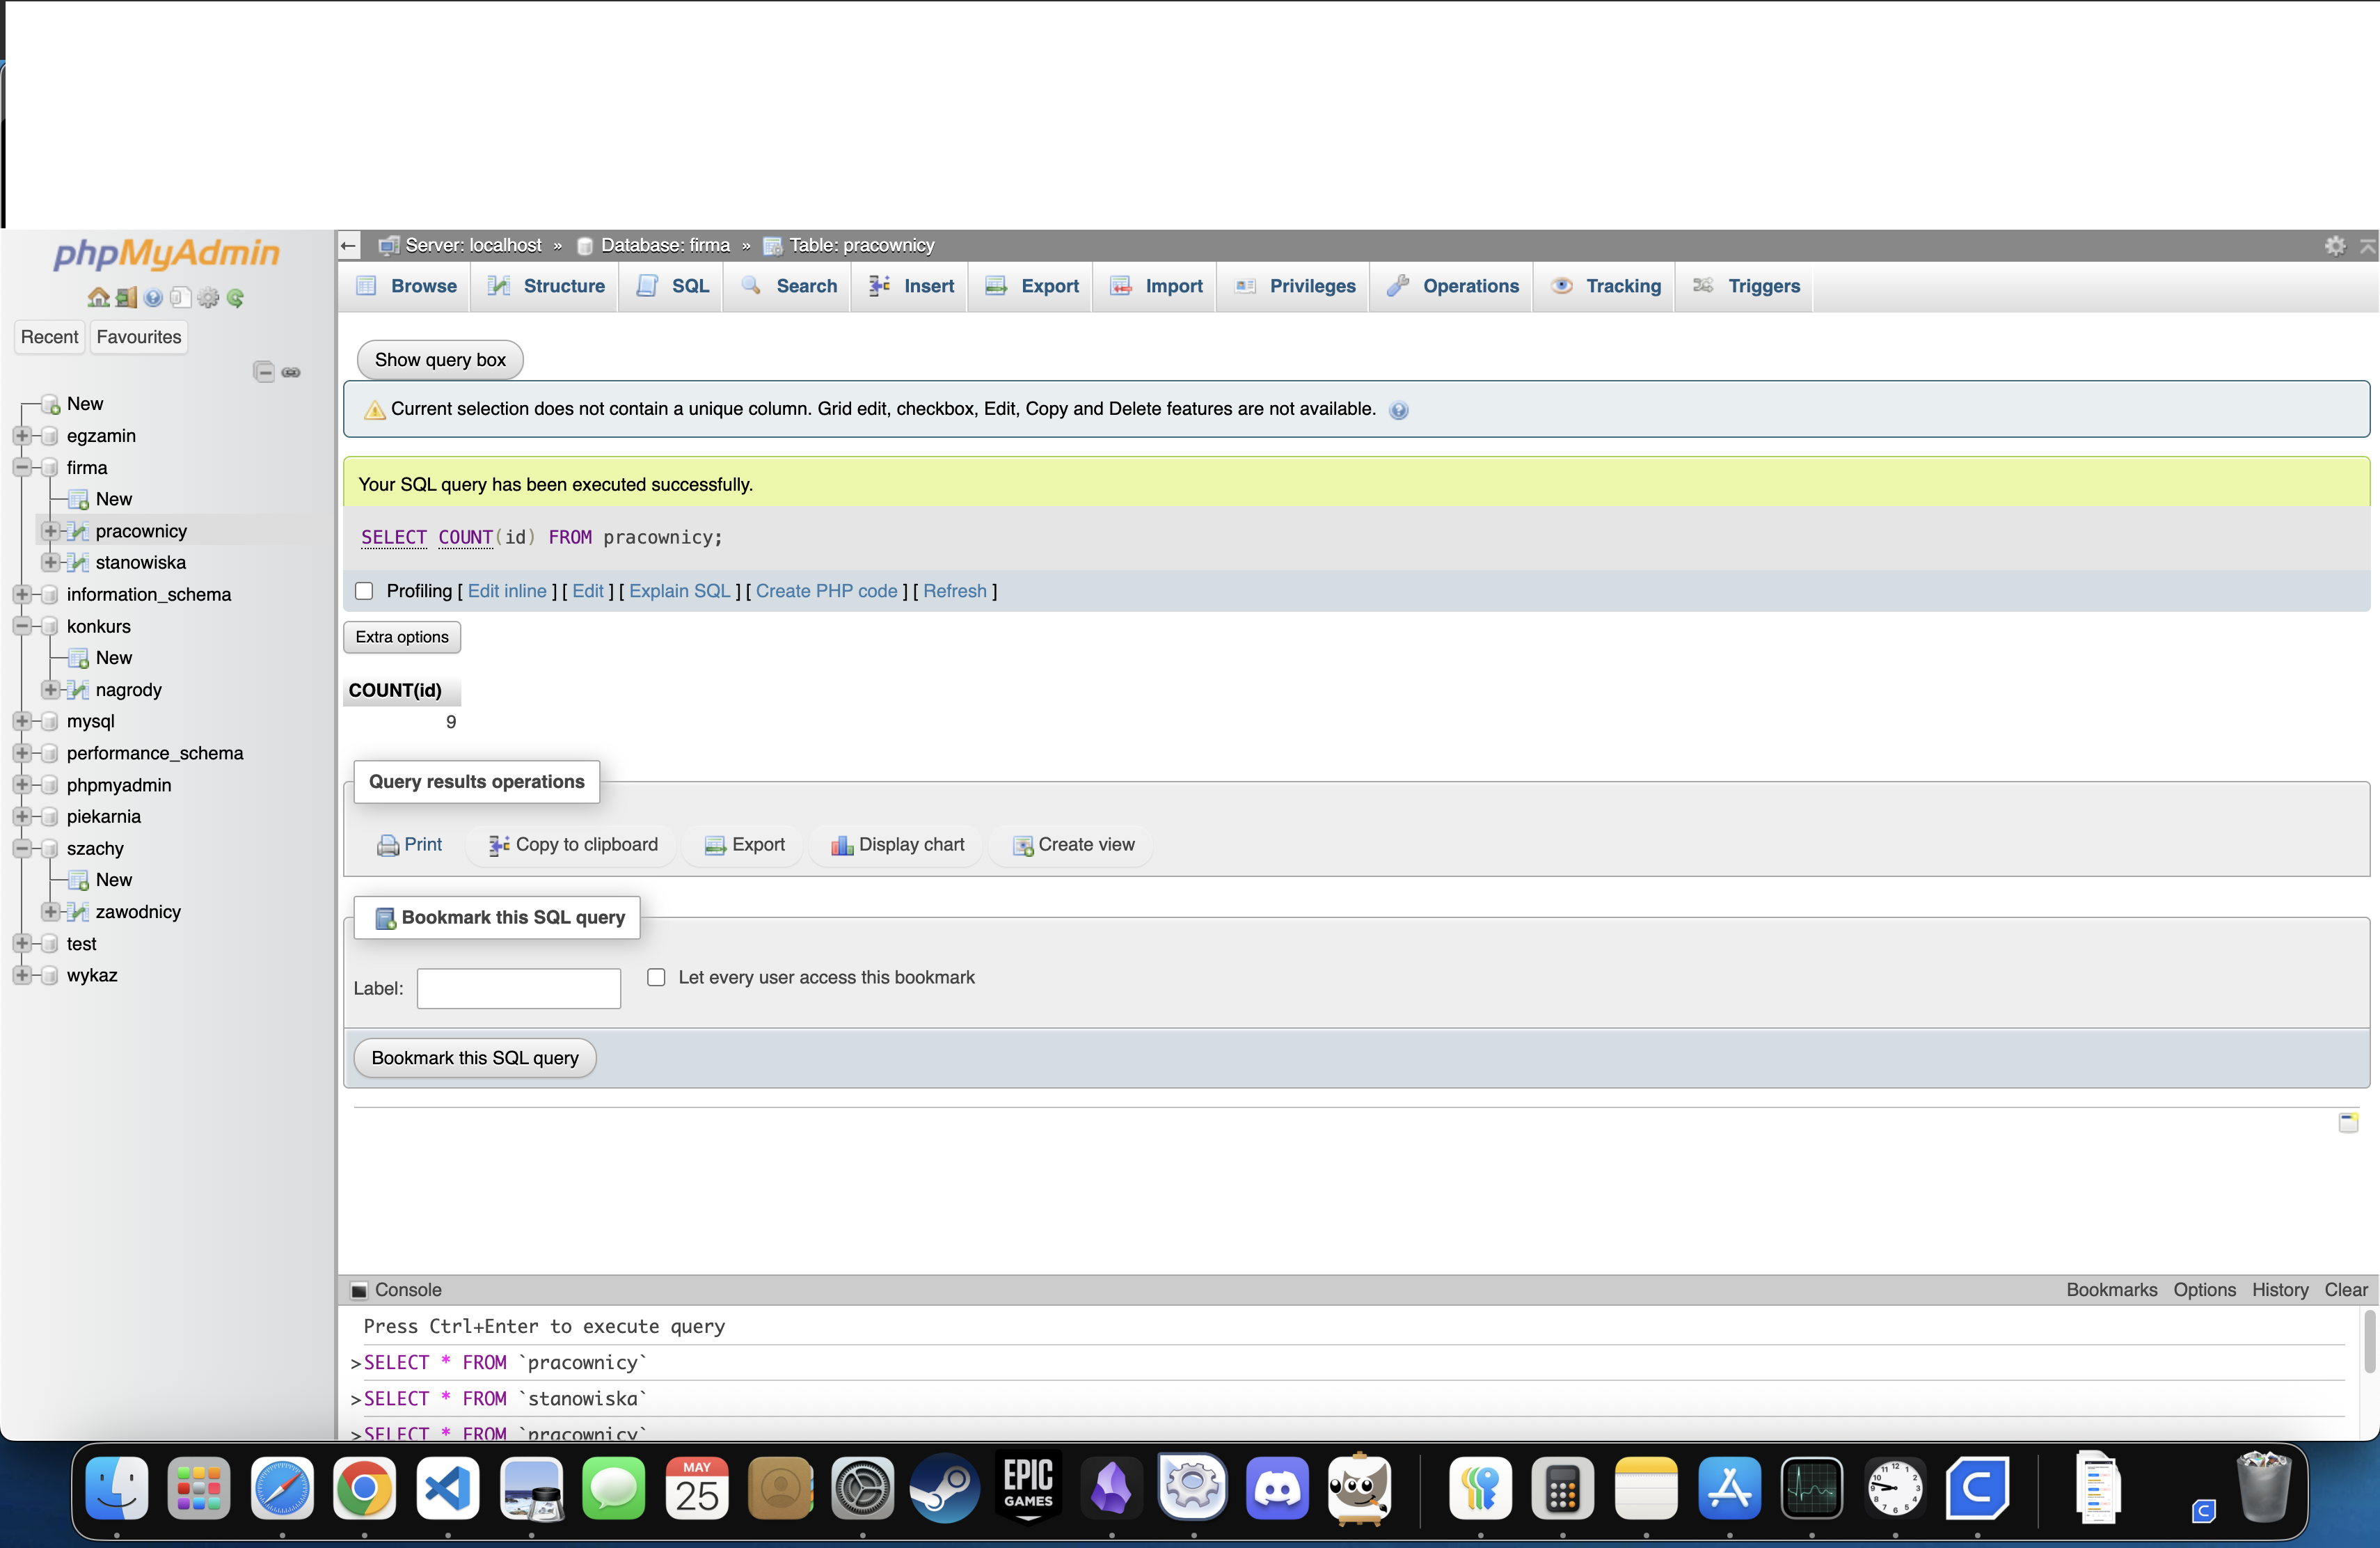 phpMyAdmin
Recent Favourites
New
egzamin
firma
New
pracownicy
stanowiska
information_schema
konkurs
New
nagrody
mysql
performance_schema
phpmyadmin
piekarnia
szachy
New
zawodnicy
test
wykaz
Server: localhost » Database: firma » Table: pracownicy
Browse Structure SQL Search Insert Export Import Privileges Operations Tracking Triggers
Show query box
Current selection does not contain a unique column. Grid edit, checkbox, Edit, Copy and Delete features are not available.
Your SQL query has been executed successfully.
SELECT COUNT(id) FROM pracownicy;
Profiling [ Edit inline ] [ Edit ] [ Explain SQL ] [ Create PHP code ] [ Refresh ]
Extra options
COUNT(id)
9
Query results operations
Print Copy to clipboard Export Display chart Create view
Bookmark this SQL query
Label: Let every user access this bookmark
Bookmark this SQL query
Console Bookmarks Options History Clear
Press Ctrl+Enter to execute query
>SELECT * FROM `pracownicy`
>SELECT * FROM `stanowiska`
>SELECT * FROM `pracownicy`
MAY
25
EPIC
GAMES